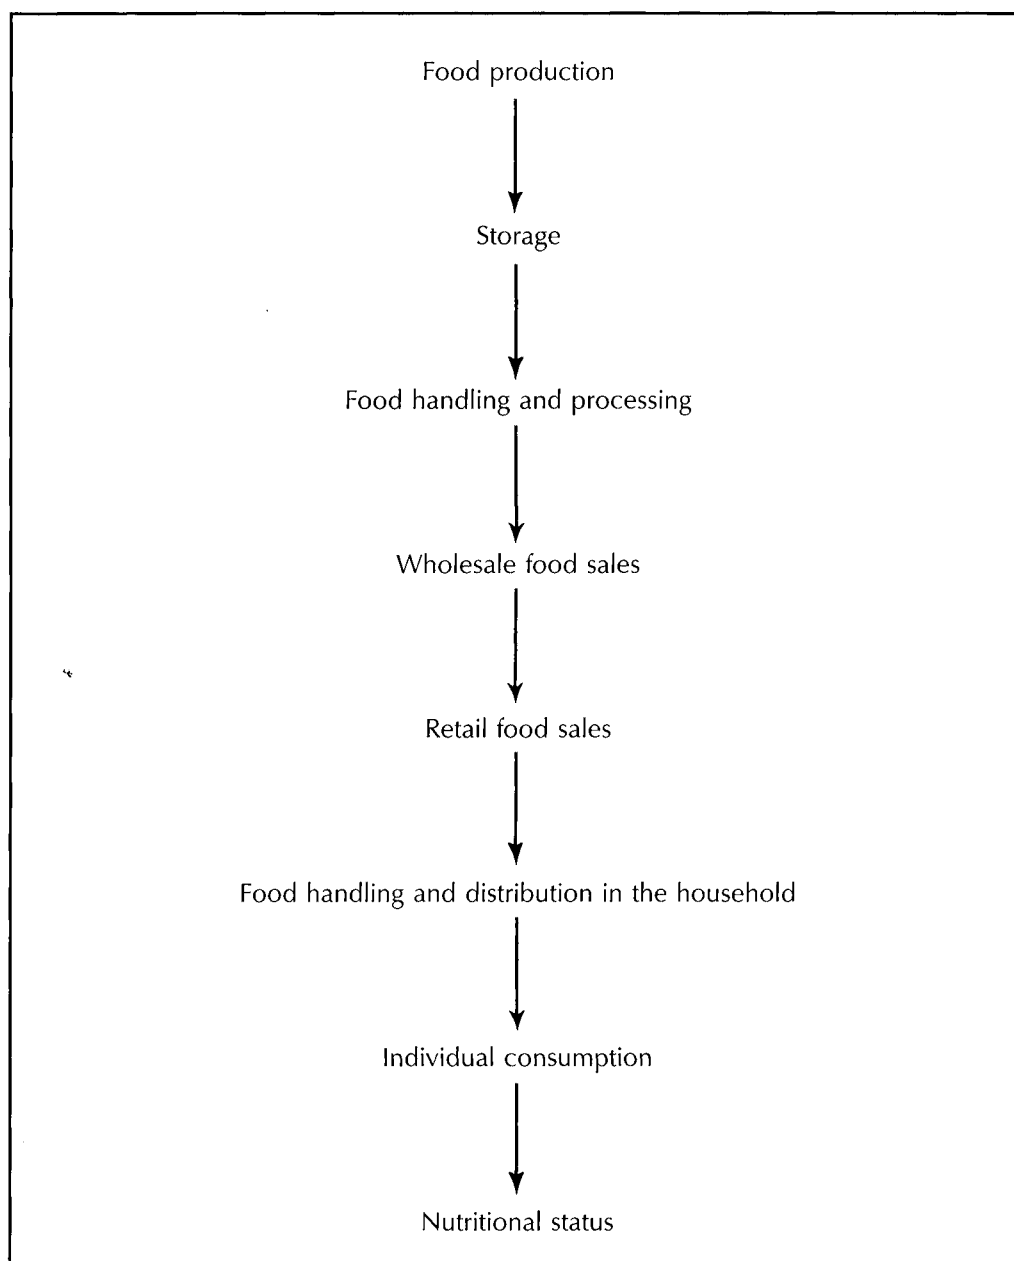 Food production
Storage
Food handling and processing
Wholesale food sales
Retail food sales
Food handling and distribution in the household
Individual consumption
Nutritional status